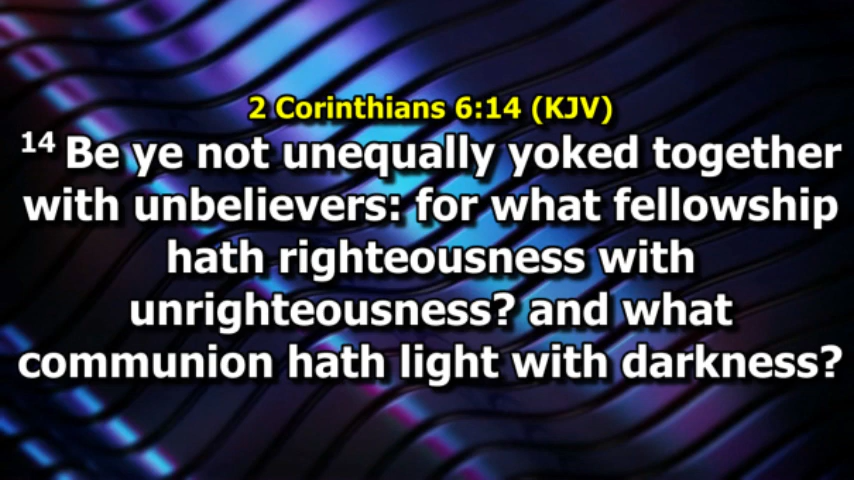 2 Corinthians 6:14 (KJV)
14 Be ye not unequally yoked together
with unbelievers: for what fellowship
hath righteousness with
unrighteousness? and what
communion hath light with darkness?